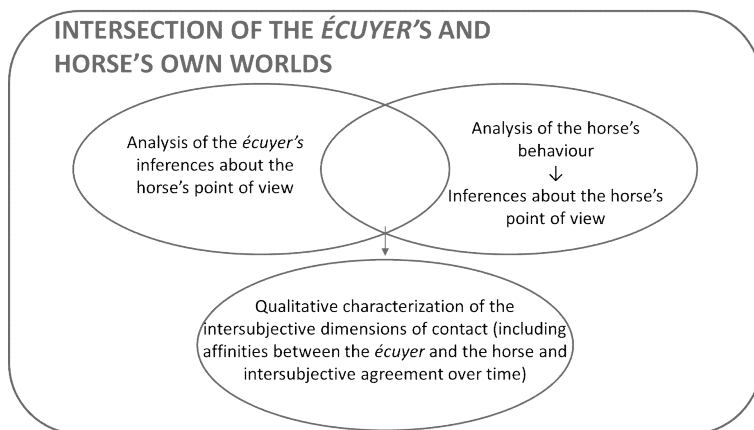 INTERSECTION OF THE ÉCUYER'S AND
HORSE'S OWN WORLDS
Analysis of the écuyer's
inferences about the
horse's point of view
Analysis of the horse's
behaviour
↓
Inferences about the horse's
point of view
Qualitative characterization of the
intersubjective dimensions of contact (including
affinities between the écuyer and the horse and
intersubjective agreement over time)